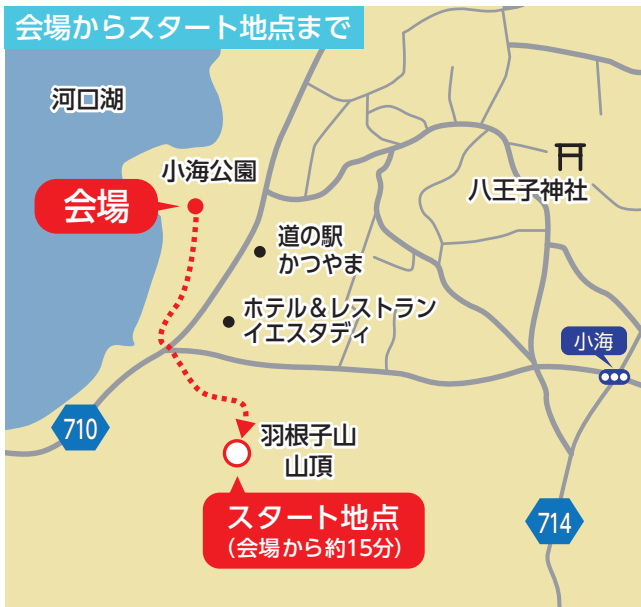 会場からスタート地点まで
河口湖
小海公園
会場
八王子神社
道の駅
かつやま
ホテル＆レストラン
イエスタディ
小海
710
羽根子山
山頂
スタート地点
（会場から約15分）
714